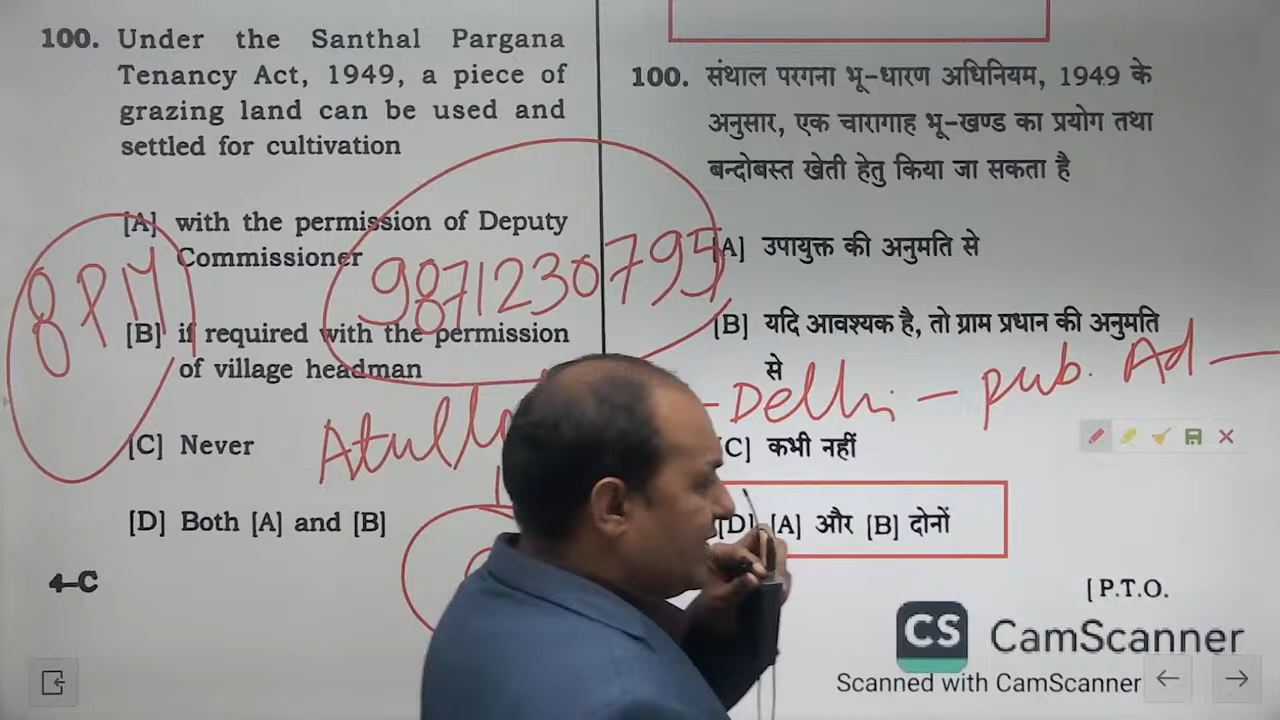 100. Under the Santhal Pargana
Tenancy Act, 1949, a piece of
grazing land can be used and
settled for cultivation
[A] with the permission of Deputy
Commissioner
[B] if required with the permission
of village headman
[C] Never
[D] Both [A] and [B]
4-C
100. संथाल परगना भू-धारण अधिनियम, 1949 के
अनुसार, एक चारागाह भू-खण्ड का प्रयोग तथा
बन्दोबस्त खेती हेतु किया जा सकता है
[A] उपायुक्त की अनुमति से
[B] यदि आवश्यक है, तो ग्राम प्रधान की अनुमति
से
[C] कभी नहीं
[D] [A] और [B] दोनों
[P.T.O.
8 PM
9871230795
- Delhi - pub. Ad -
CS CamScanner
Scanned with CamScanner